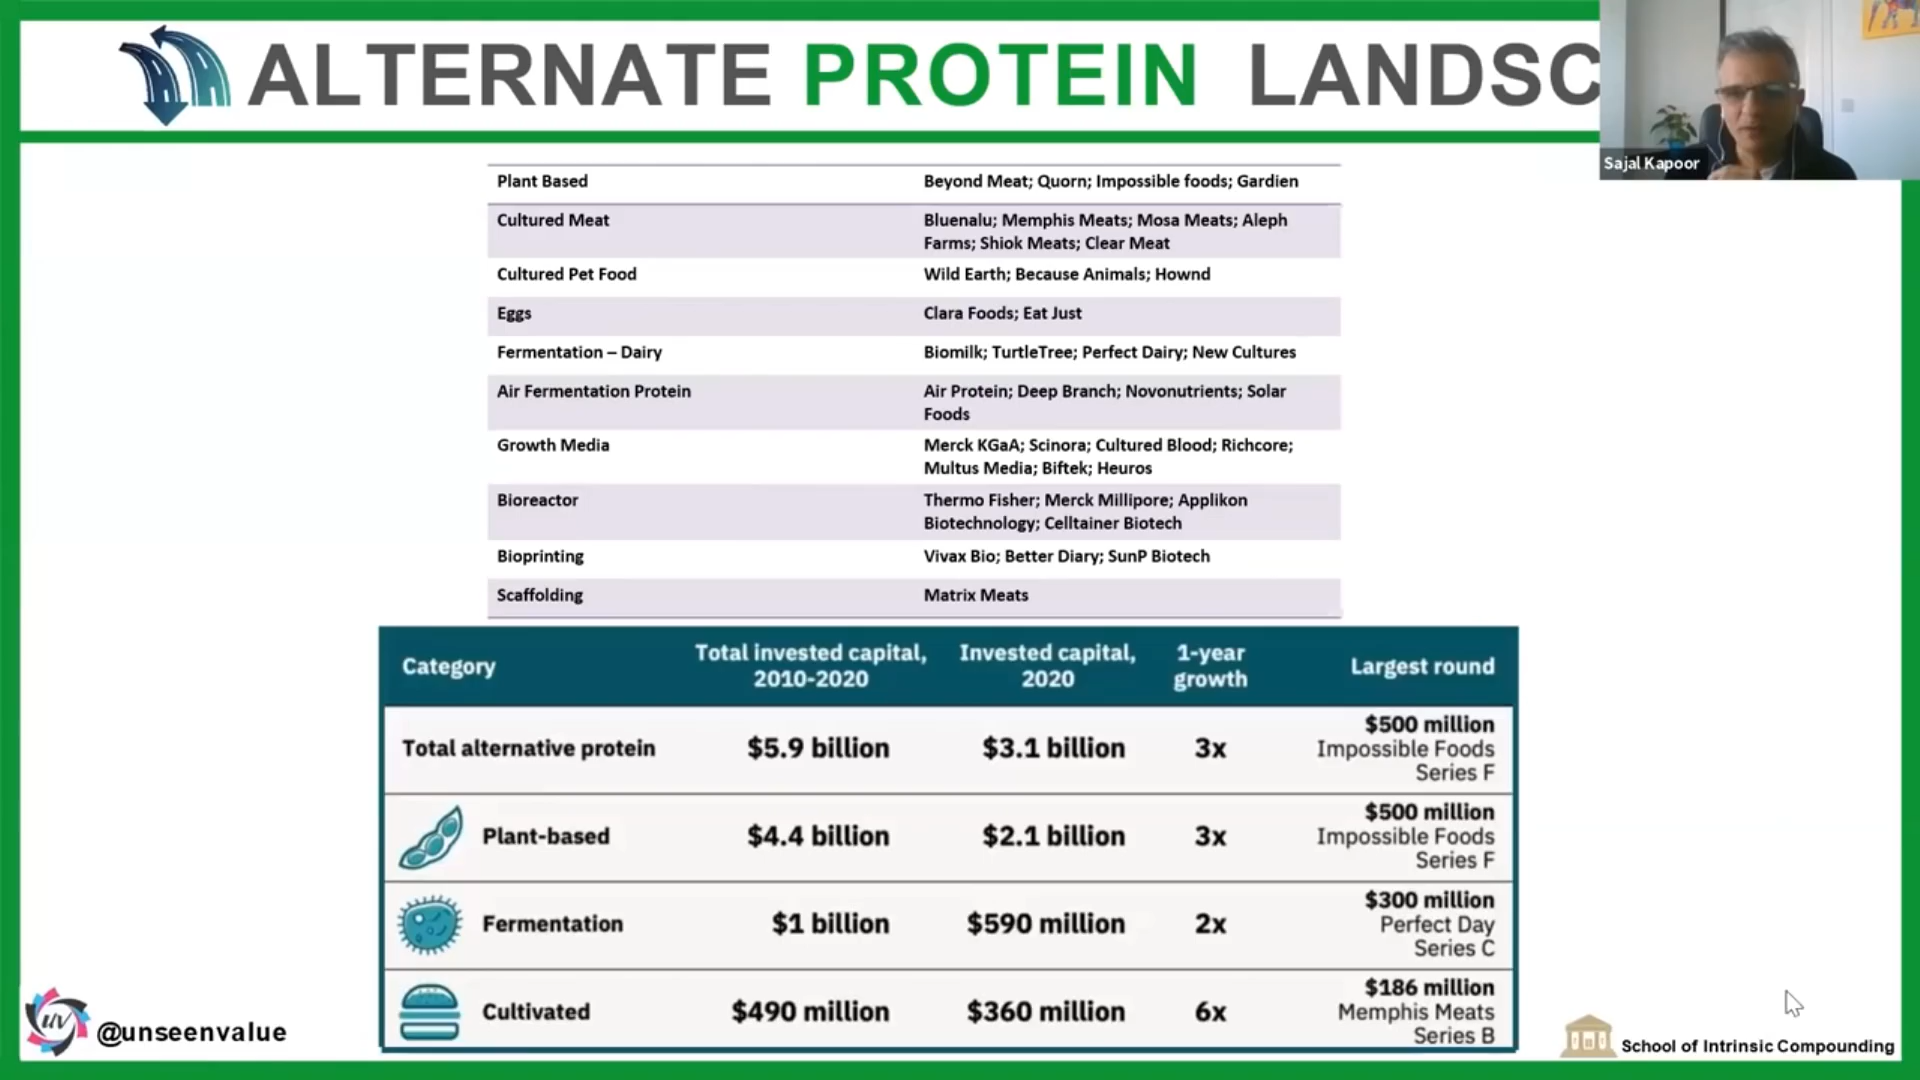 ALTERNATE PROTEIN LANDSC
Sajal Kapoor
Plant Based Beyond Meat; Quorn; Impossible foods; Gardien
Cultured Meat Bluenalu; Memphis Meats; Mosa Meats; Aleph
Farms; Shiok Meats; Clear Meat
Cultured Pet Food Wild Earth; Because Animals; Hownd
Eggs Clara Foods; Eat Just
Fermentation – Dairy Biomilk; TurtleTree; Perfect Dairy; New Cultures
Air Fermentation Protein Air Protein; Deep Branch; Novonutrients; Solar
Foods
Growth Media Merck KGaA; Scinora; Cultured Blood; Richcore;
Multus Media; Biftek; Heuros
Bioreactor Thermo Fisher; Merck Millipore; Applikon
Biotechnology; Celltainer Biotech
Bioprinting Vivax Bio; Better Diary; SunP Biotech
Scaffolding Matrix Meats
Category Total invested capital, 2010-2020 Invested capital, 2020 1-year growth Largest round
Total alternative protein $5.9 billion $3.1 billion 3x $500 million
Impossible Foods
Series F
Plant-based $4.4 billion $2.1 billion 3x $500 million
Impossible Foods
Series F
Fermentation $1 billion $590 million 2x $300 million
Perfect Day
Series C
Cultivated $490 million $360 million 6x $186 million
Memphis Meats
Series B
uv @unseenvalue
School of Intrinsic Compounding